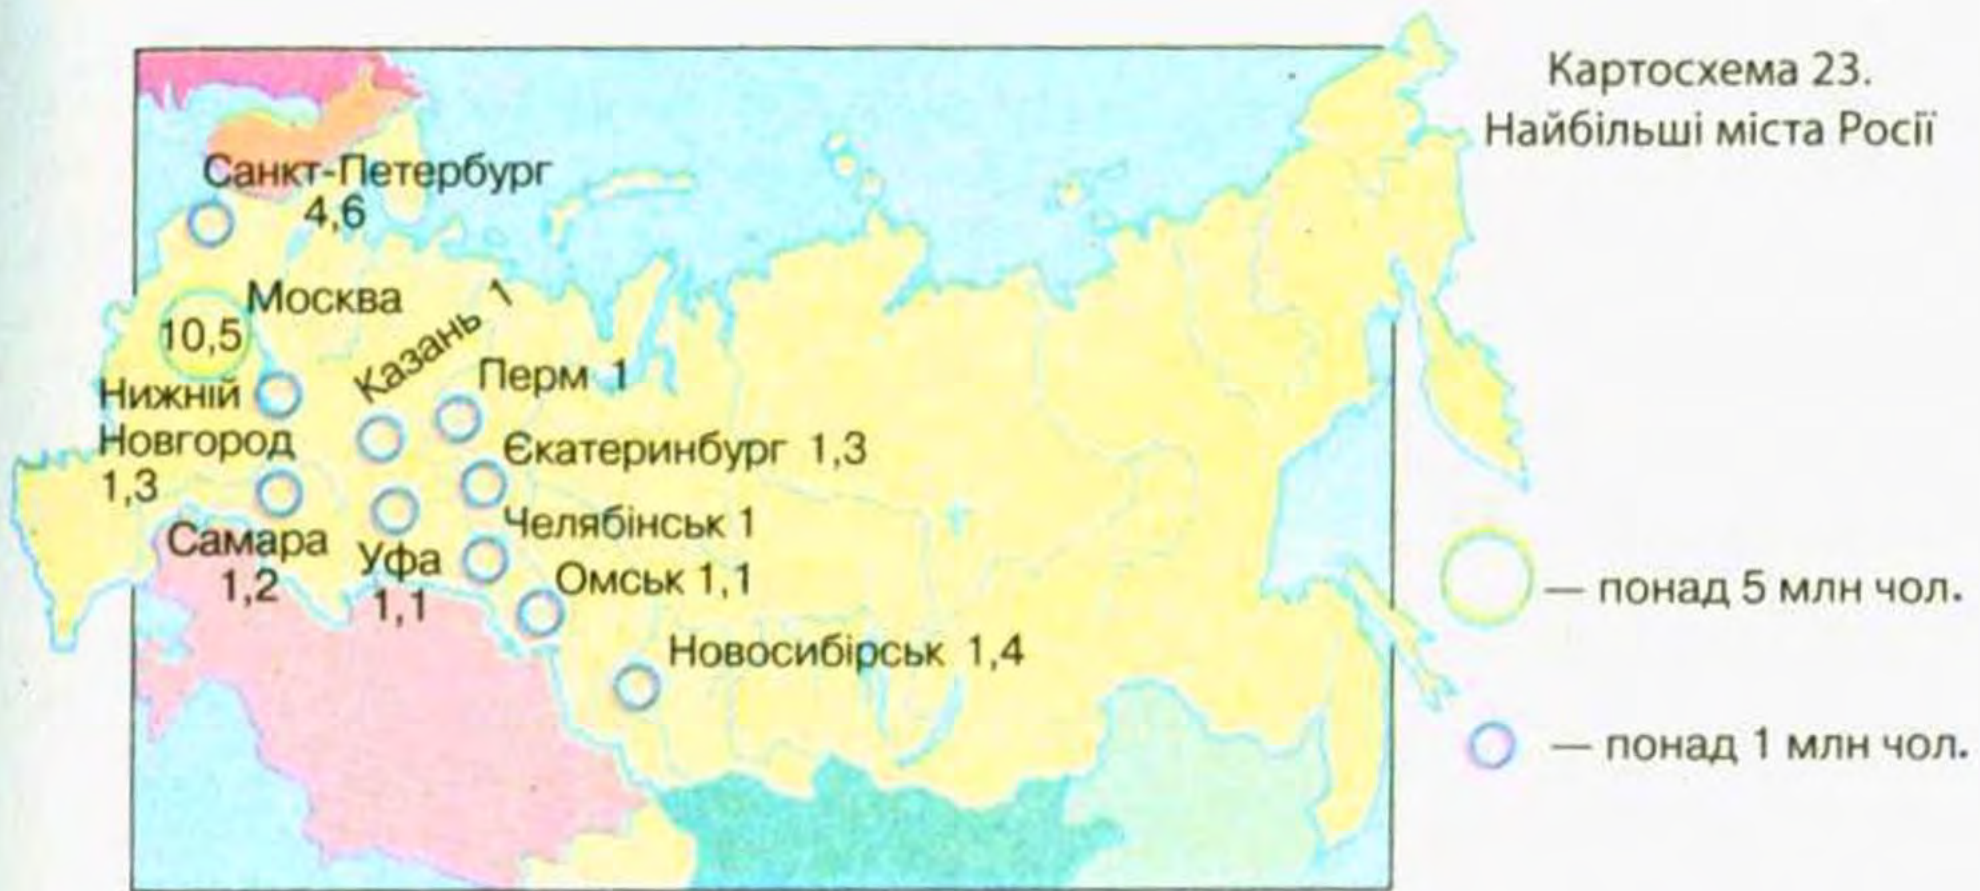 Картосхема 23.
Найбільші міста Росії
Санкт-Петербург
4,6
Москва
10,5
Казань 1
Перм 1
Нижній
Новгород
1,3
Єкатеринбург 1,3
Челябінськ 1
Самара
1,2
Уфа
1,1
Омськ 1,1
Новосибірськ 1,4
— понад 5 млн чол.
— понад 1 млн чол.